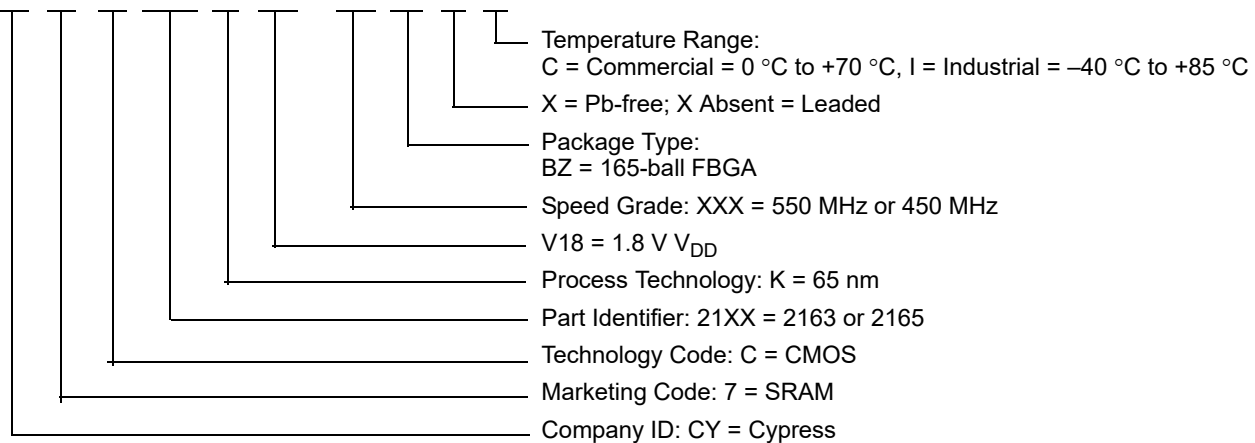 Temperature Range:
C = Commercial = 0 °C to +70 °C, I = Industrial = –40 °C to +85 °C
X = Pb-free; X Absent = Leaded
Package Type:
BZ = 165-ball FBGA
Speed Grade: XXX = 550 MHz or 450 MHz
V18 = 1.8 V VDD
Process Technology: K = 65 nm
Part Identifier: 21XX = 2163 or 2165
Technology Code: C = CMOS
Marketing Code: 7 = SRAM
Company ID: CY = Cypress